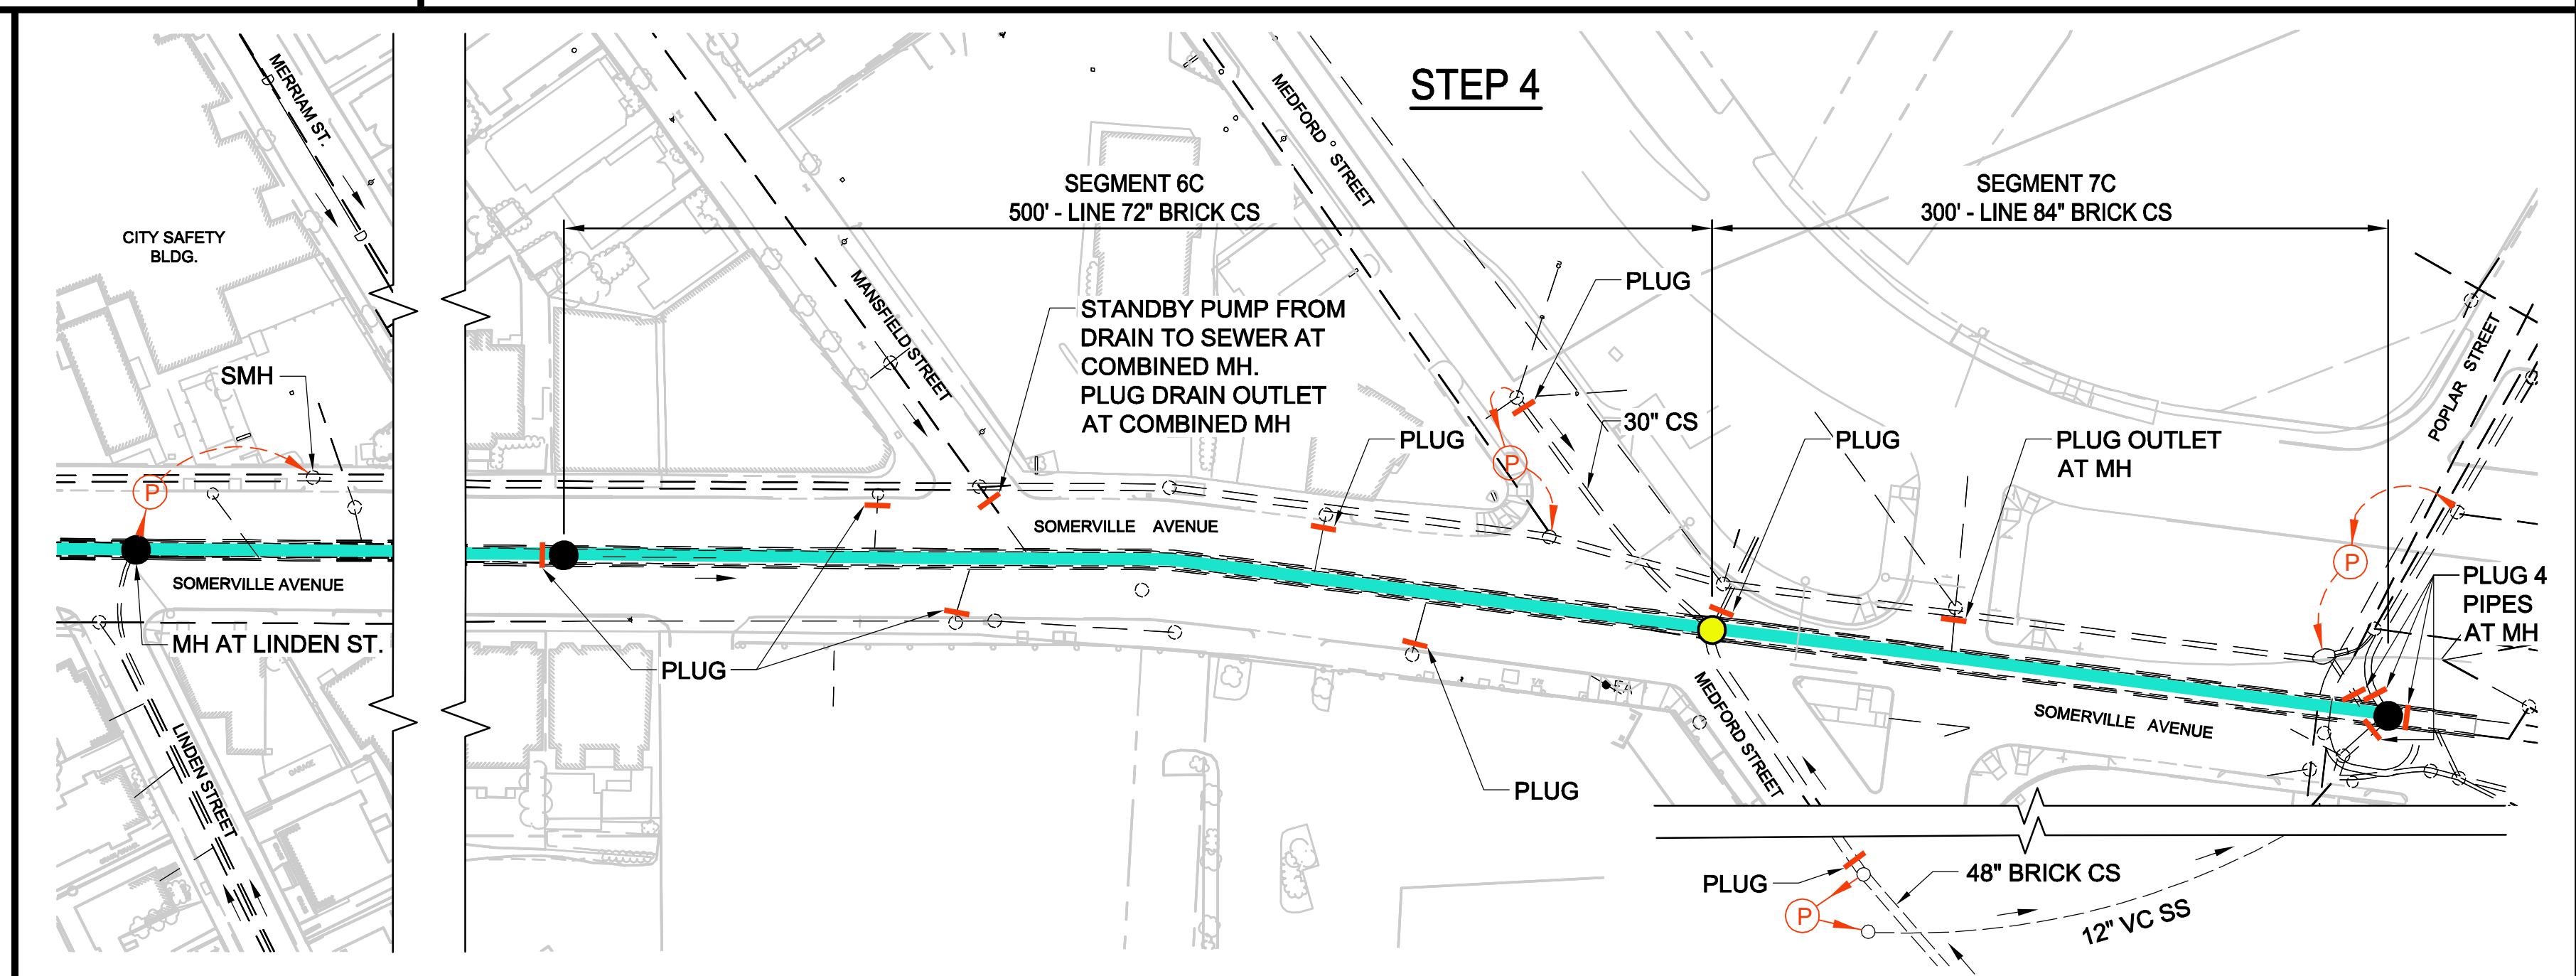 STEP 4
MERRIAM ST.
CITY SAFETY
BLDG.
SEGMENT 6C
500' - LINE 72" BRICK CS
SEGMENT 7C
300' - LINE 84" BRICK CS
MEDFORD STREET
MANSFIELD STREET
STANDBY PUMP FROM
DRAIN TO SEWER AT
COMBINED MH.
PLUG DRAIN OUTLET
AT COMBINED MH
PLUG
30" CS
PLUG
PLUG
PLUG OUTLET
AT MH
POPLAR STREET
SMH
P
P
P
SOMERVILLE AVENUE
SOMERVILLE AVENUE
MH AT LINDEN ST.
PLUG
PLUG 4
PIPES
AT MH
LINDEN STREET
GARAGE
MEDFORD STREET
SOMERVILLE AVENUE
PLUG
PLUG
P
48" BRICK CS
12" VC SS